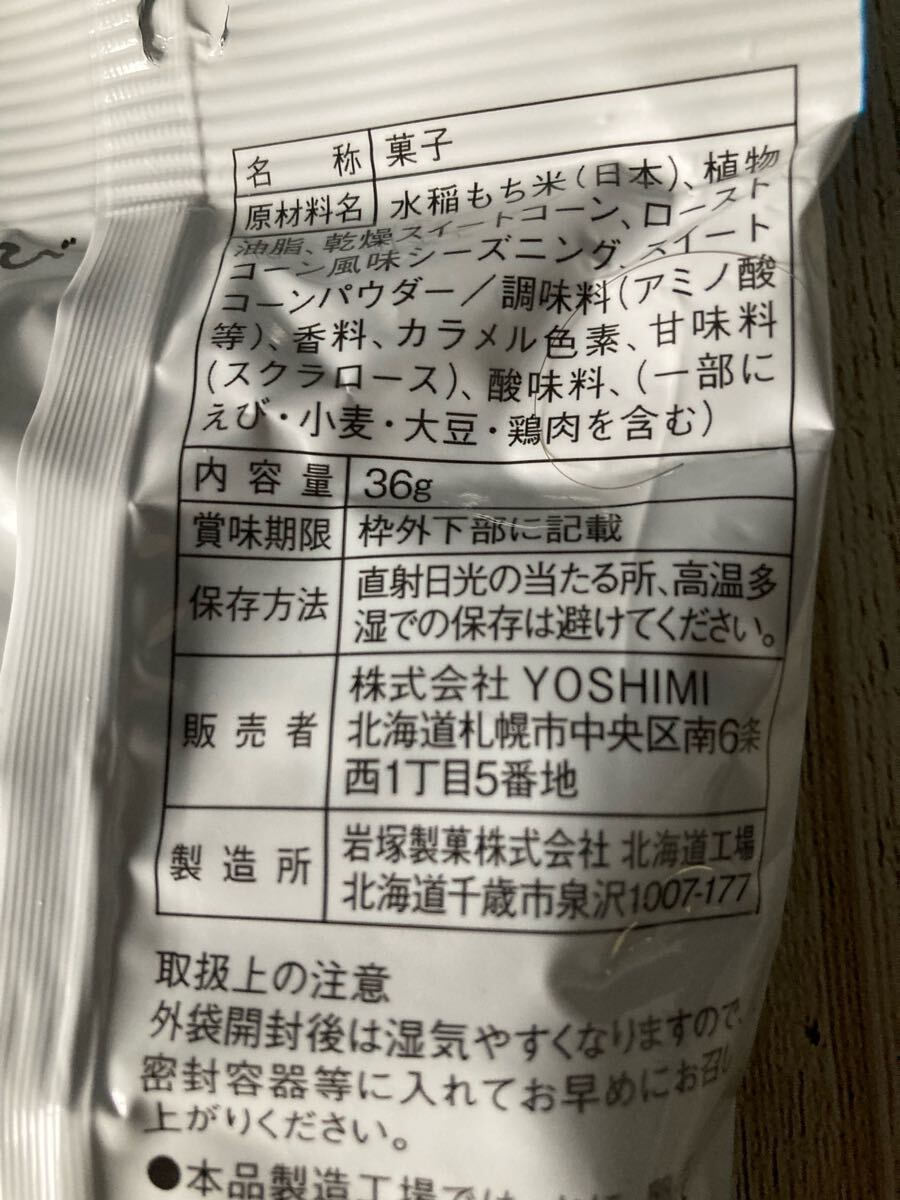 えび
名称 菓子
原材料名 水稲もち米(日本)、植物
油脂、乾燥スイートコーン、ロースト
コーン風味シーズニング、スイート
コーンパウダー/調味料(アミノ酸
等)、香料、カラメル色素、甘味料
(スクラロース)、酸味料、(一部に
えび・小麦・大豆・鶏肉を含む)
内容量 36g
賞味期限 枠外下部に記載
保存方法 直射日光の当たる所、高温多
湿での保存は避けてください。
販売者 株式会社 YOSHIMI
北海道札幌市中央区南6条
西1丁目5番地
製造所 岩塚製菓株式会社 北海道工場
北海道千歳市泉沢1007-177
取扱上の注意
外袋開封後は湿気やすくなりますので、
密封容器等に入れてお早めにお召し
上がりください。
●本品製造工場では